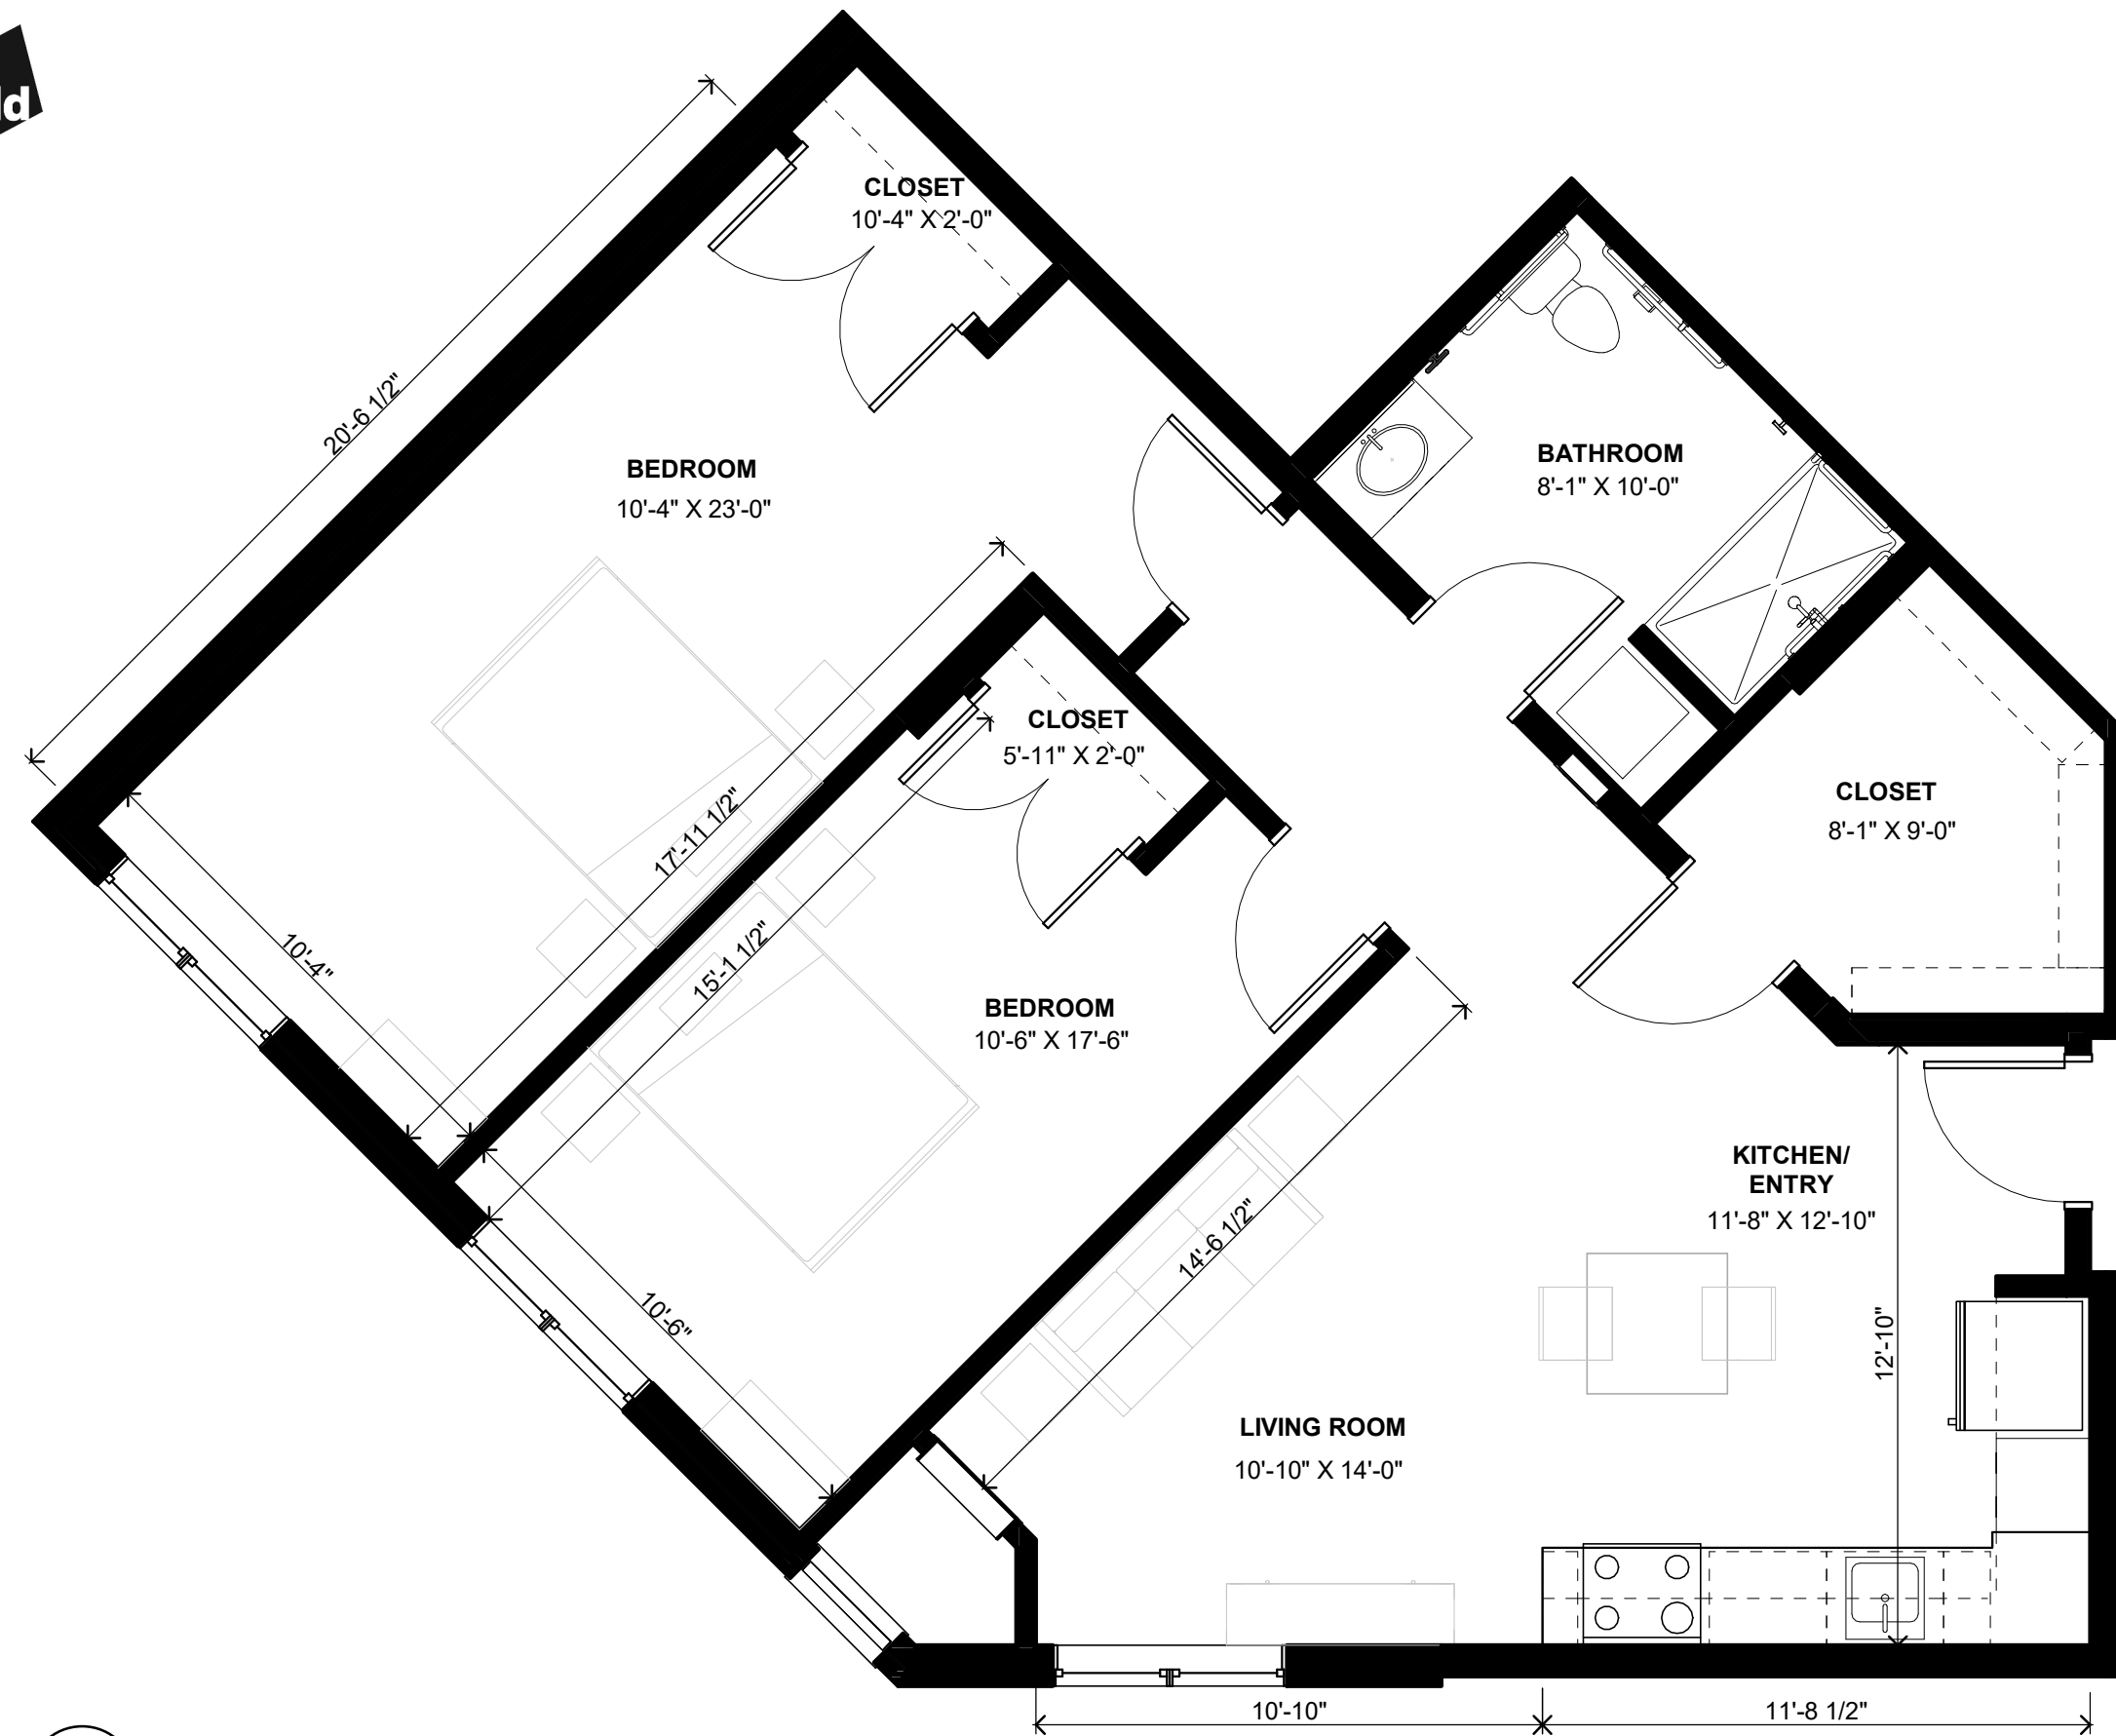 CLOSET
10'-4" X 2'-0"
20'-6 1/2"
BEDROOM
10'-4" X 23'-0"
BATHROOM
8'-1" X 10'-0"
CLOSET
5'-11" X 2'-0"
CLOSET
8'-1" X 9'-0"
17'-11 1/2"
15'-1 1/2"
10'-4"
BEDROOM
10'-6" X 17'-6"
KITCHEN/
ENTRY
11'-8" X 12'-10"
14'-6 1/2"
10'-6"
12'-10"
LIVING ROOM
10'-10" X 14'-0"
10'-10"
11'-8 1/2"